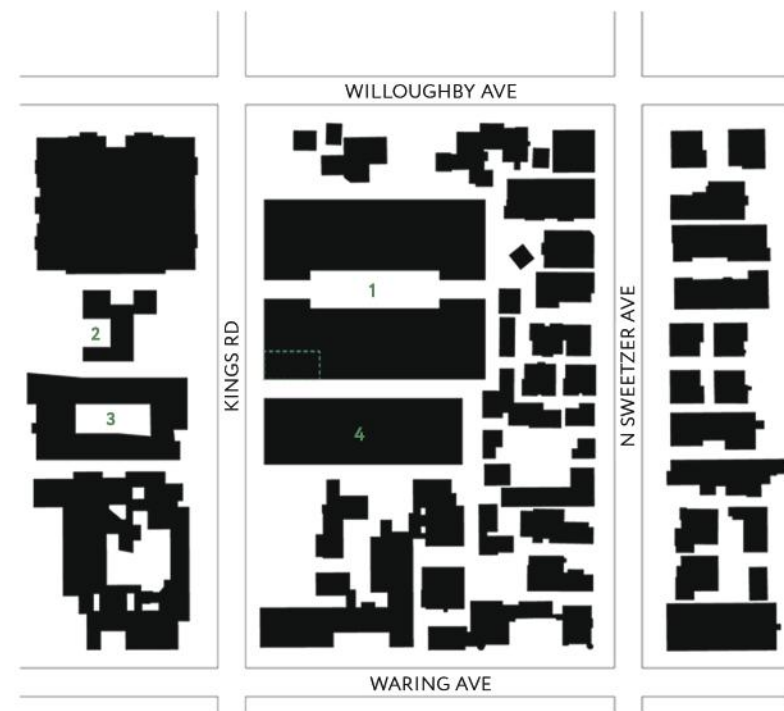 WILLOUGHBY AVE
1
2
KINGS RD
N SWEETZER AVE
3
4
WARING AVE